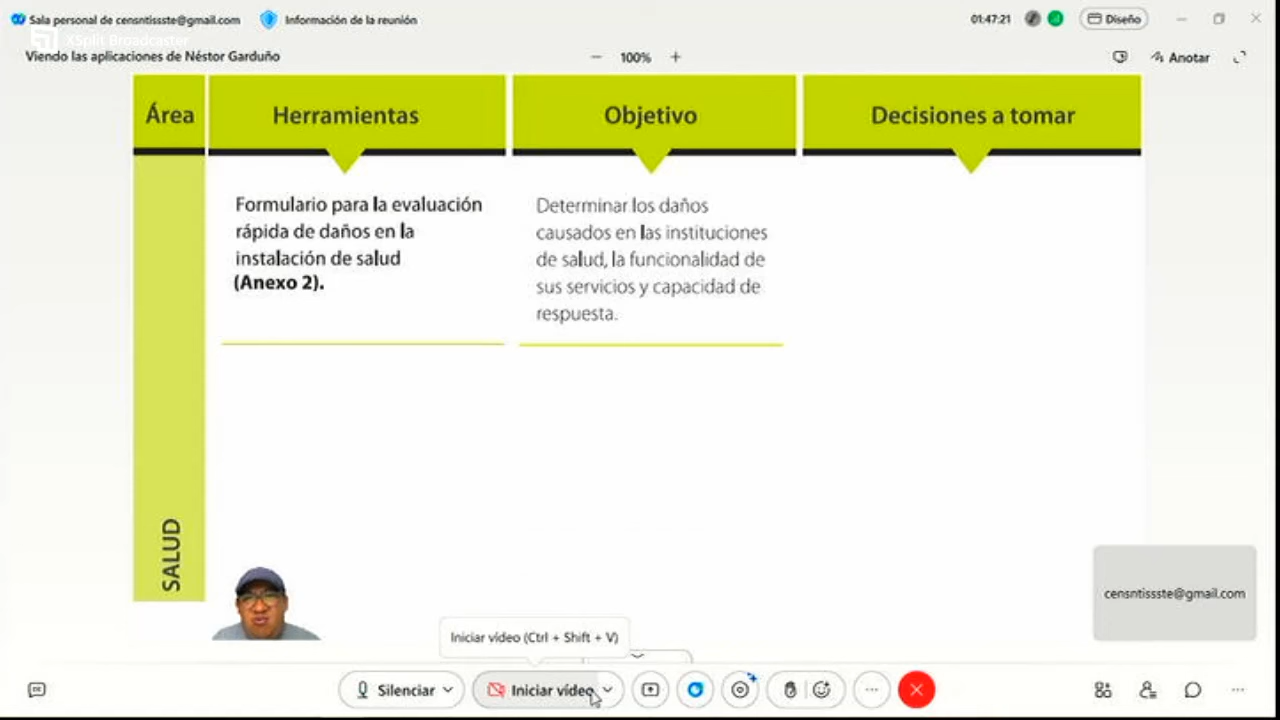 Sala personal de censntissste@gmail.com
Información de la reunión
01:47:21
Diseño
XSplit Broadcaster
Viendo las aplicaciones de Néstor Garduño
100%
Anotar
Área
Herramientas
Objetivo
Decisiones a tomar
Formulario para la evaluación
rápida de daños en la
instalación de salud
(Anexo 2).
Determinar los daños
causados en las instituciones
de salud, la funcionalidad de
sus servicios y capacidad de
respuesta.
SALUD
censntissste@gmail.com
Iniciar vídeo (Ctrl + Shift + V)
Silenciar
Iniciar vídeo